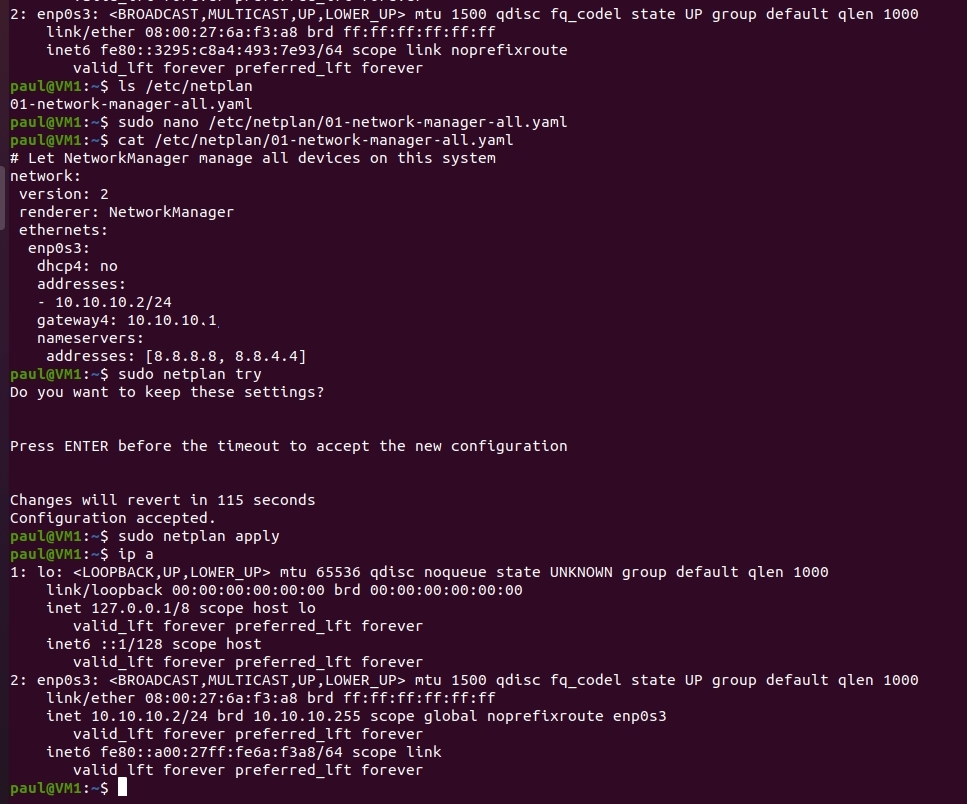 2: enp0s3: <BROADCAST,MULTICAST,UP,LOWER_UP> mtu 1500 qdisc fq_codel state UP group default qlen 1000
    link/ether 08:00:27:6a:f3:a8 brd ff:ff:ff:ff:ff:ff
    inet6 fe80::3295:c8a4:493:7e93/64 scope link noprefixroute
       valid_lft forever preferred_lft forever
paul@VM1:~$ ls /etc/netplan
01-network-manager-all.yaml
paul@VM1:~$ sudo nano /etc/netplan/01-network-manager-all.yaml
paul@VM1:~$ cat /etc/netplan/01-network-manager-all.yaml
# Let NetworkManager manage all devices on this system
network:
 version: 2
 renderer: NetworkManager
 ethernets:
  enp0s3:
   dhcp4: no
   addresses:
   - 10.10.10.2/24
   gateway4: 10.10.10.1
   nameservers:
    addresses: [8.8.8.8, 8.8.4.4]
paul@VM1:~$ sudo netplan try
Do you want to keep these settings?
Press ENTER before the timeout to accept the new configuration
Changes will revert in 115 seconds
Configuration accepted.
paul@VM1:~$ sudo netplan apply
paul@VM1:~$ ip a
1: lo: <LOOPBACK,UP,LOWER_UP> mtu 65536 qdisc noqueue state UNKNOWN group default qlen 1000
    link/loopback 00:00:00:00:00:00 brd 00:00:00:00:00:00
    inet 127.0.0.1/8 scope host lo
       valid_lft forever preferred_lft forever
    inet6 ::1/128 scope host
       valid_lft forever preferred_lft forever
2: enp0s3: <BROADCAST,MULTICAST,UP,LOWER_UP> mtu 1500 qdisc fq_codel state UP group default qlen 1000
    link/ether 08:00:27:6a:f3:a8 brd ff:ff:ff:ff:ff:ff
    inet 10.10.10.2/24 brd 10.10.10.255 scope global noprefixroute enp0s3
       valid_lft forever preferred_lft forever
    inet6 fe80::a00:27ff:fe6a:f3a8/64 scope link
       valid_lft forever preferred_lft forever
paul@VM1:~$